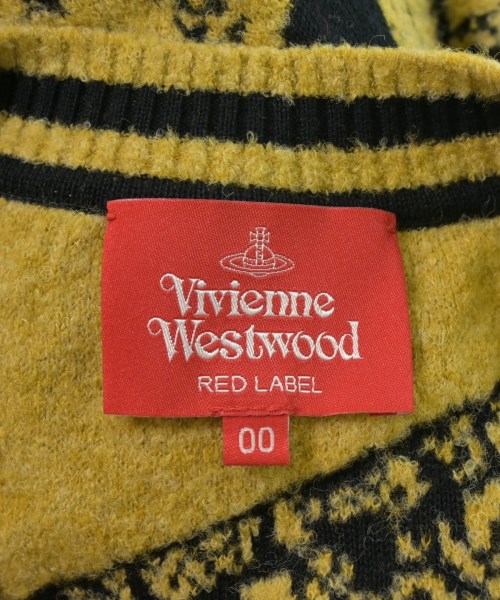 Vivienne
Westwood
RED LABEL
00